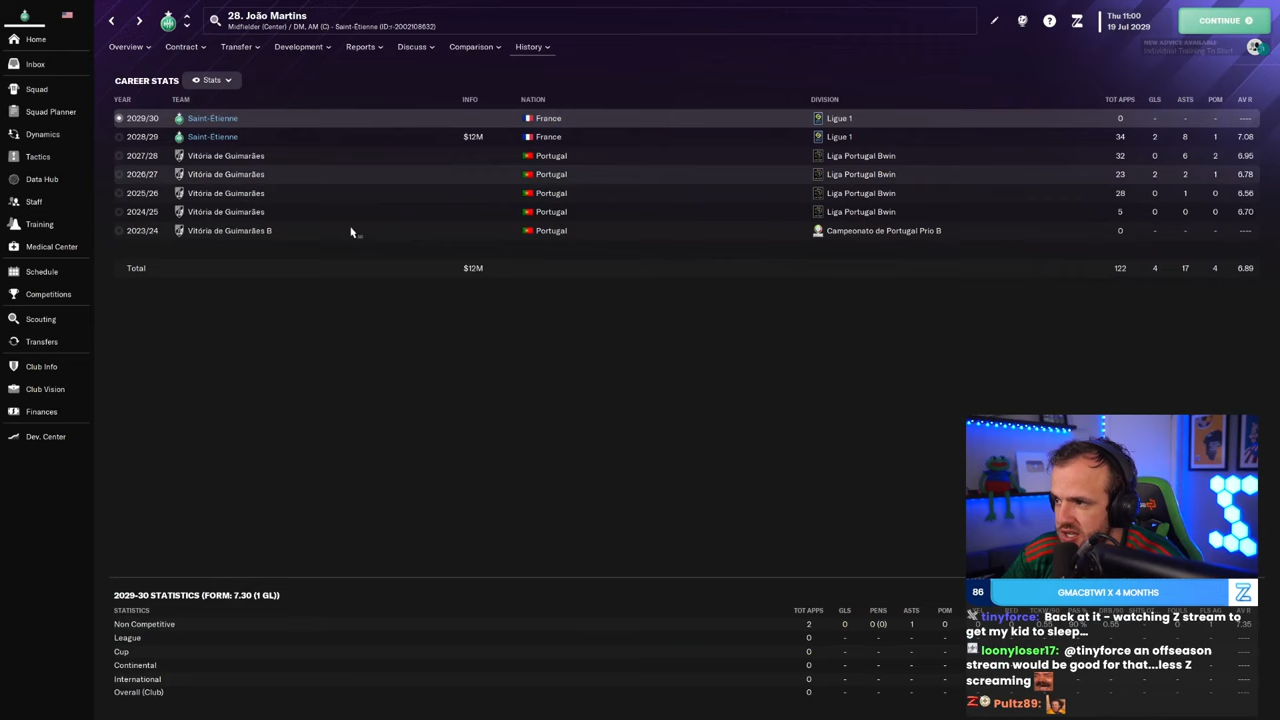 28. João Martins
Midfielder (Center) / DM, AM (C) - Saint-Étienne (ID:r-2002108632)
Thu 11:00
19 Jul 2029
CONTINUE
NEW ADVICE AVAILABLE
Individual Training To Start
Home
Inbox
Squad
Squad Planner
Dynamics
Tactics
Data Hub
Staff
Training
Medical Center
Schedule
Competitions
Scouting
Transfers
Club Info
Club Vision
Finances
Dev. Center
Overview Contract Transfer Development Reports Discuss Comparison History
CAREER STATS Stats
YEAR TEAM INFO NATION DIVISION TOT APPS GLS ASTS POM AV R
2029/30 Saint-Étienne France Ligue 1 0 - - - ----
2028/29 Saint-Étienne $12M France Ligue 1 34 2 8 1 7.08
2027/28 Vitória de Guimarães Portugal Liga Portugal Bwin 32 0 6 2 6.95
2026/27 Vitória de Guimarães Portugal Liga Portugal Bwin 23 2 2 1 6.78
2025/26 Vitória de Guimarães Portugal Liga Portugal Bwin 28 0 1 0 6.56
2024/25 Vitória de Guimarães Portugal Liga Portugal Bwin 5 0 0 0 6.70
2023/24 Vitória de Guimarães B Portugal Campeonato de Portugal Prio B 0 - - - ----
Total $12M 122 4 17 4 6.89
2029-30 STATISTICS (FORM: 7.30 (1 GL))
STATISTICS TOT APPS GLS PENS ASTS POM
Non Competitive 2 0 0 (0) 1 0
League 0 - - - -
Cup 0 - - - -
Continental 0 - - - -
International 0 - - - -
Overall (Club) 0 - - - -
86 GMACBTW1 X 4 MONTHS
tinyforce: Back at it - watching Z stream to
get my kid to sleep...
loonyloser17: @tinyforce an offseason
stream would be good for that...less Z
screaming
Pultz89: